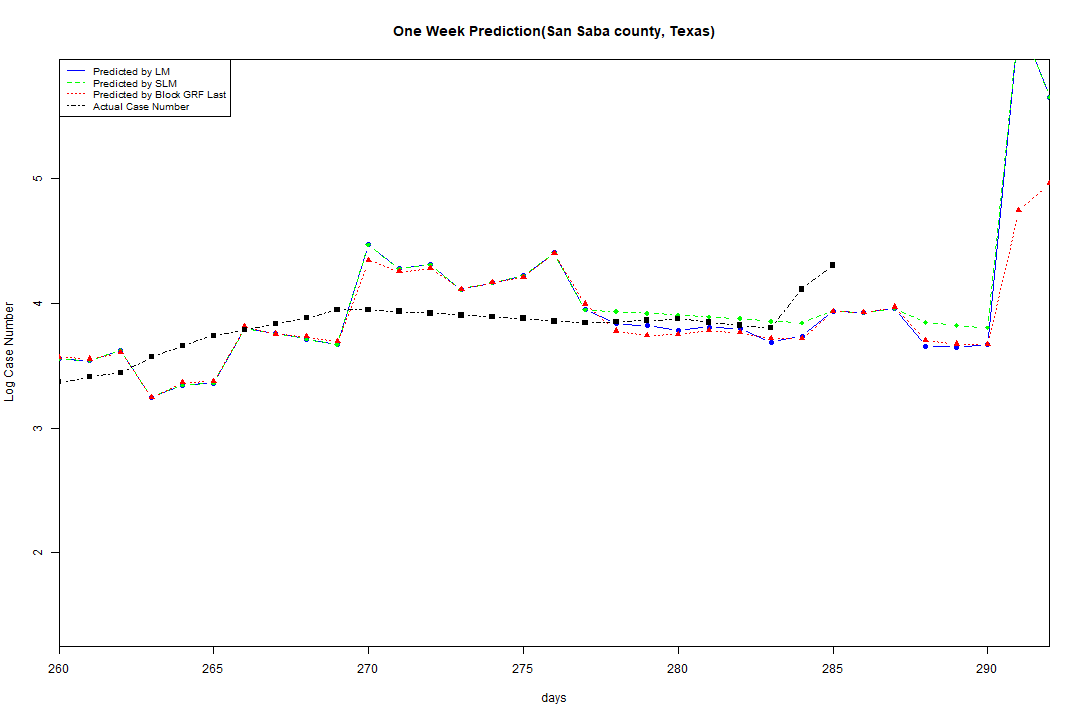 One Week Prediction(San Saba county, Texas)
Predicted by LM
Predicted by SLM
Predicted by Block GRF Last
Actual Case Number
5
4
3
2
Log Case Number
260 265 270 275 280 285 290
days